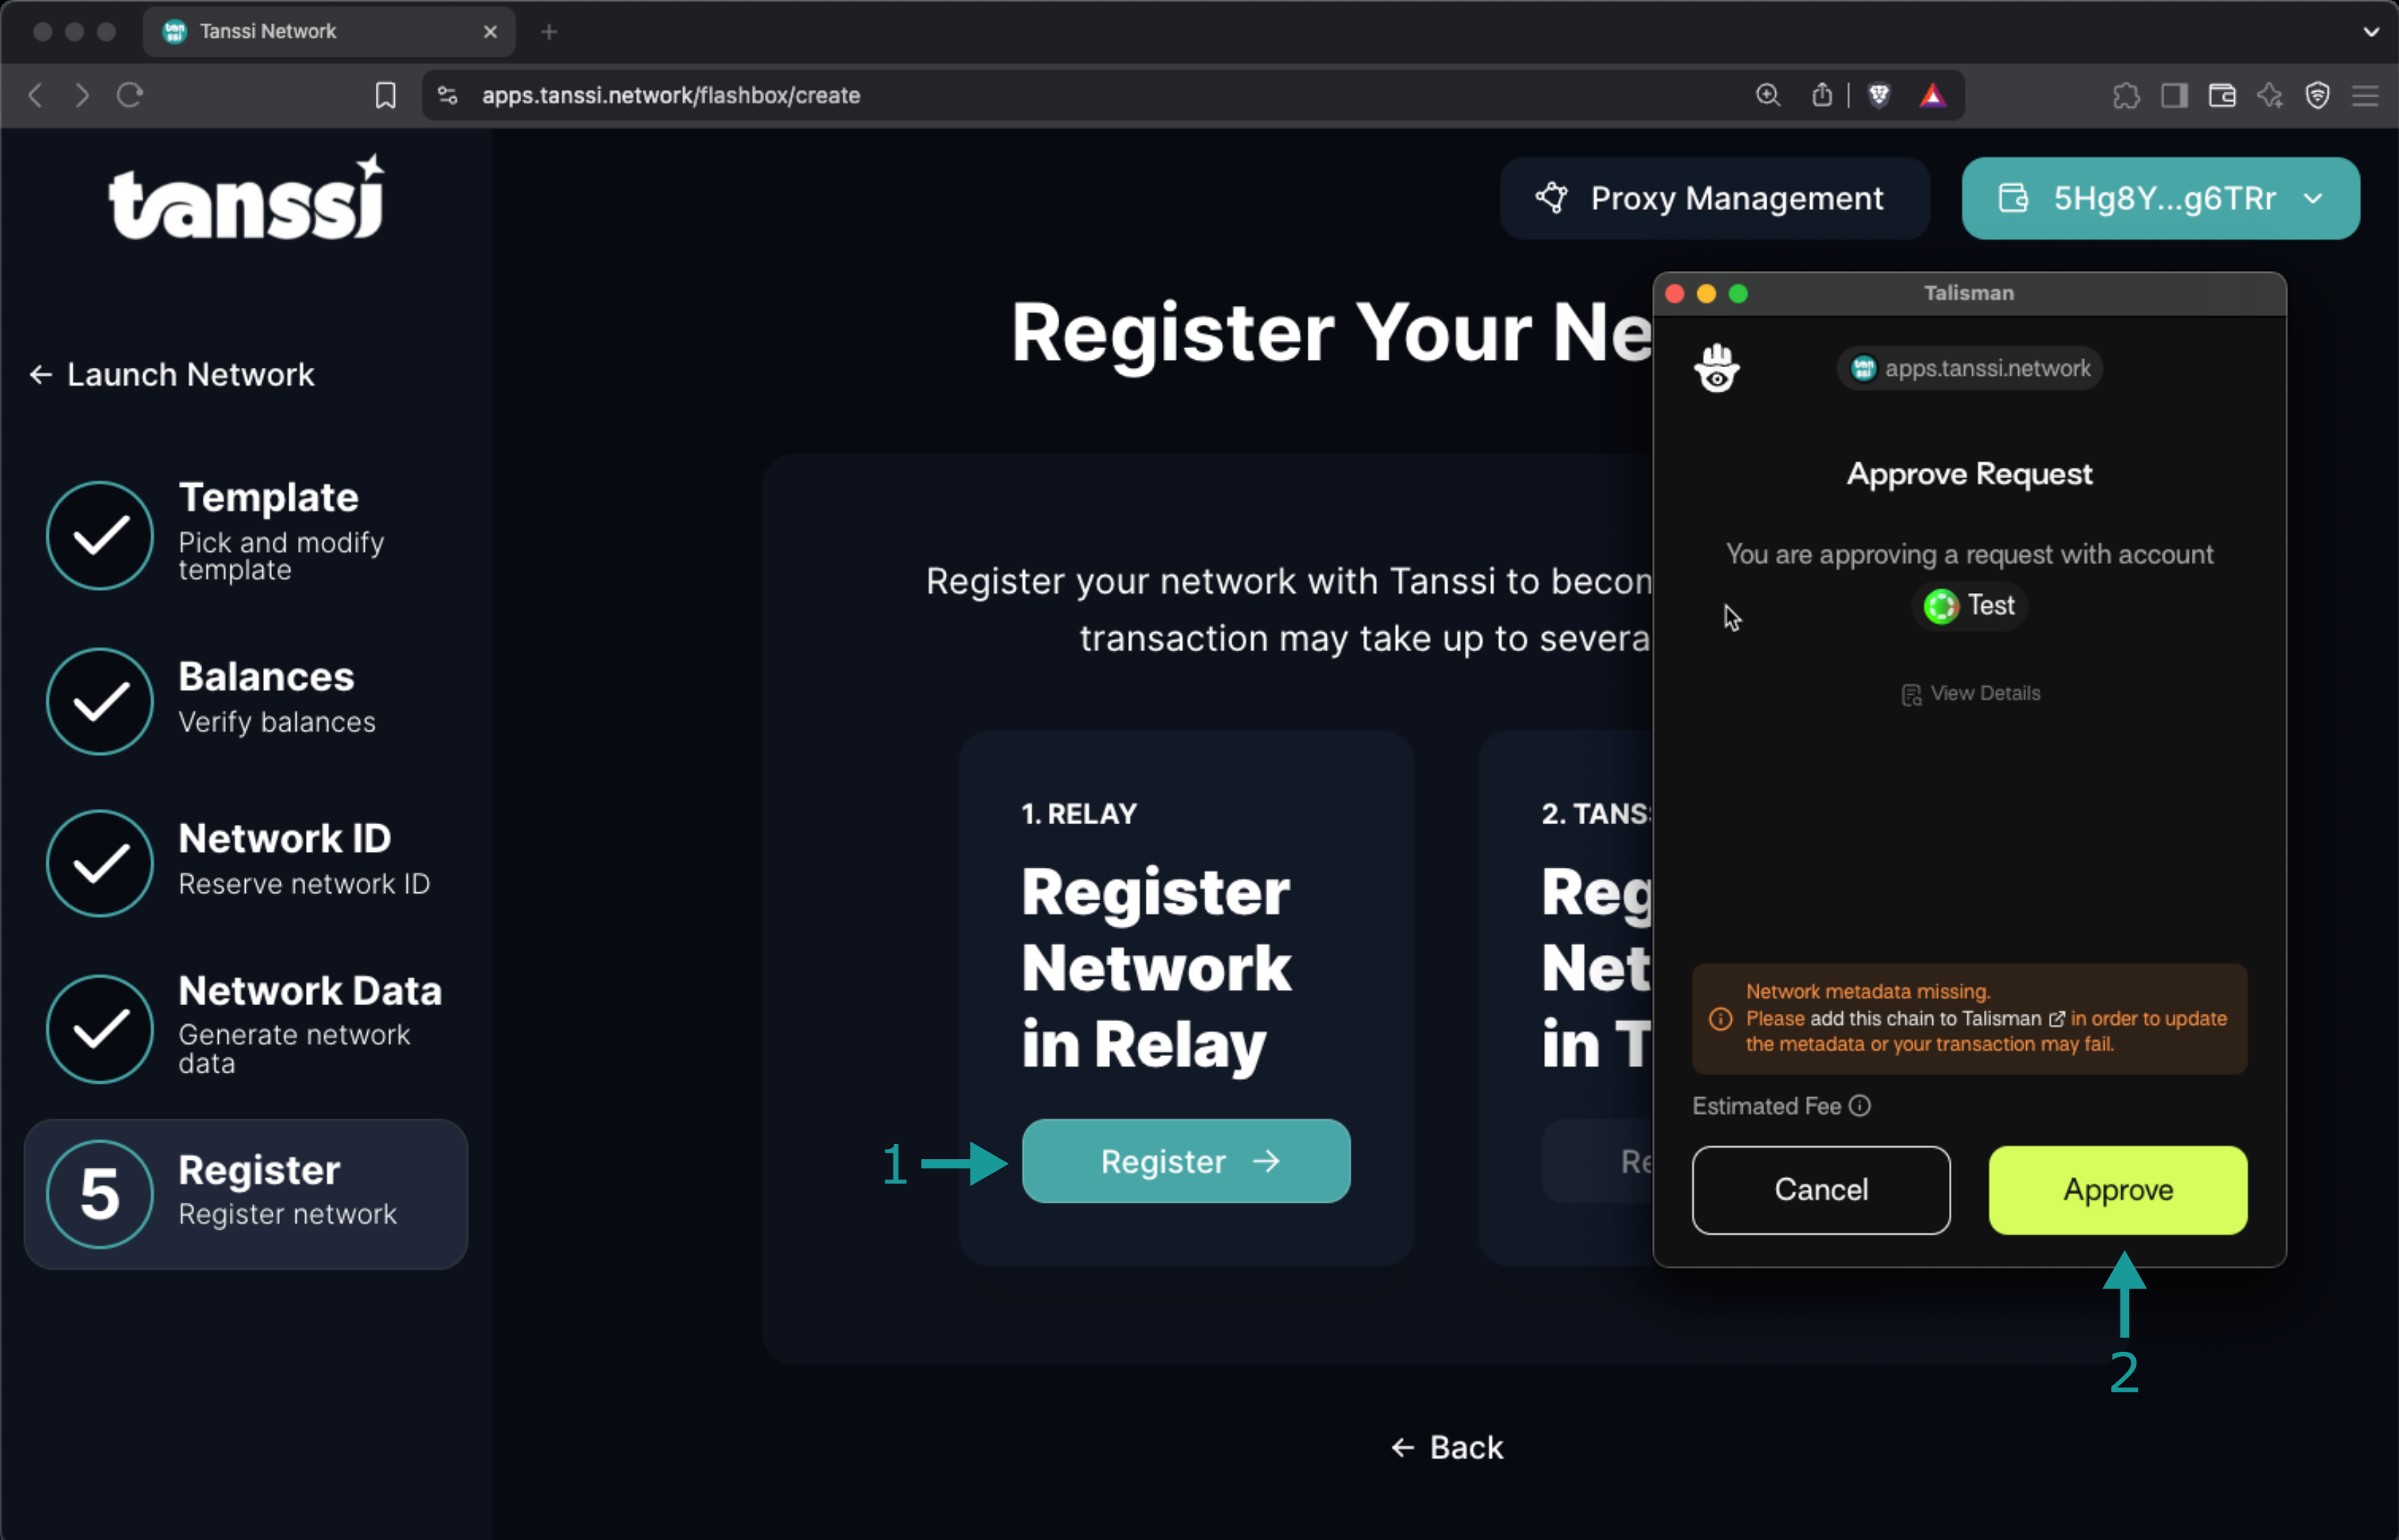 Tanssi Network
apps.tanssi.network/flashbox/create
tanssi
Proxy Management
5Hg8Y...g6TRr
← Launch Network
Template
Pick and modify
template
Balances
Verify balances
Network ID
Reserve network ID
Network Data
Generate network
data
5
Register
Register network
Register Your Ne
Register your network with Tanssi to becom
transaction may take up to severa
1. RELAY
Register
Network
in Relay
1
Register →
2. TANSS
Reg
Net
in T
Re
← Back
Talisman
tan
ssi
apps.tanssi.network
Approve Request
You are approving a request with account
Test
View Details
Network metadata missing.
Please add this chain to Talisman in order to update
the metadata or your transaction may fail.
Estimated Fee
Cancel
Approve
2